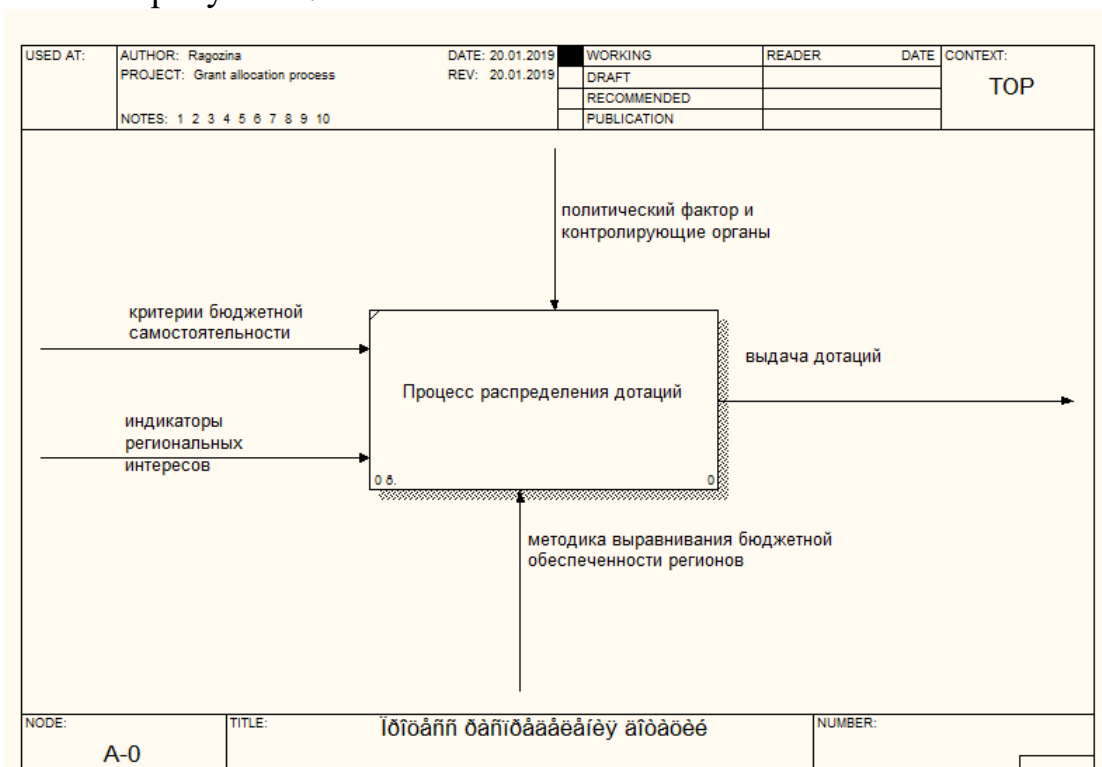 USED AT:
AUTHOR: Ragozina
DATE: 20.01.2019
WORKING
READER
DATE
CONTEXT:
PROJECT: Grant allocation process
REV: 20.01.2019
DRAFT
TOP
RECOMMENDED
NOTES: 1 2 3 4 5 6 7 8 9 10
PUBLICATION
политический фактор и
контролирующие органы
критерии бюджетной
самостоятельности
выдача дотаций
Процесс распределения дотаций
индикаторы
региональных
интересов
0 б.
0
методика выравнивания бюджетной
обеспеченности регионов
NODE:
TITLE:
Ïðîöåññ ðàñïðåäåëåíèÿ äîòàöèé
NUMBER:
A-0